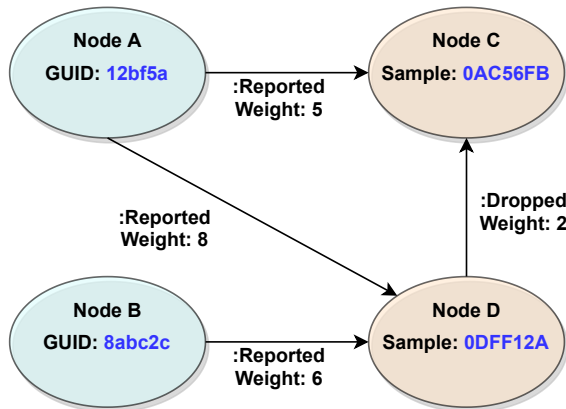 Node A
GUID: 12bf5a
Node C
Sample: 0AC56FB
:Reported
Weight: 5
:Reported
Weight: 8
:Dropped
Weight: 2
Node B
GUID: 8abc2c
Node D
Sample: 0DFF12A
:Reported
Weight: 6